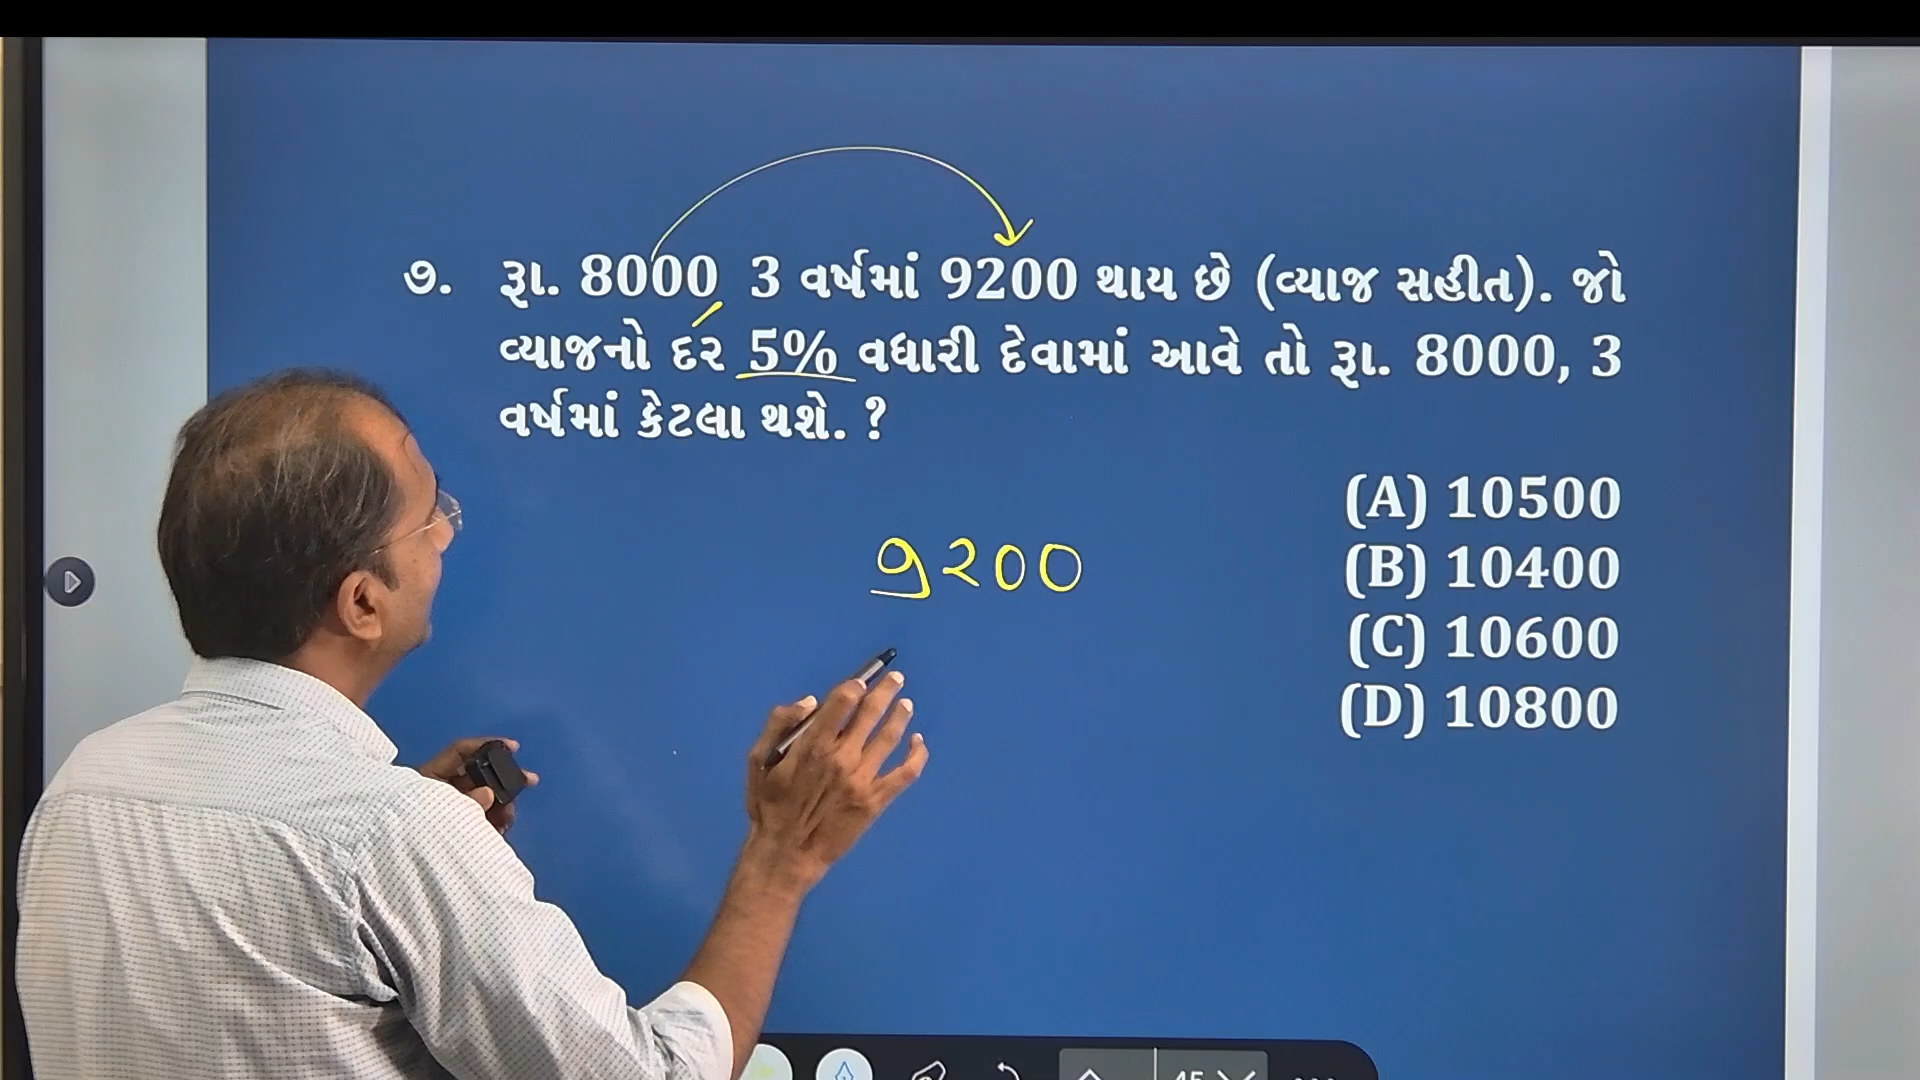 ૭. રૂા. 8000 3 વર્ષમાં 9200 થાય છે (વ્યાજ સહીત). જો
વ્યાજનો દર 5% વધારી દેવામાં આવે તો રૂા. 8000, 3
વર્ષમાં કેટલા થશે. ?
9200
(A) 10500
(B) 10400
(C) 10600
(D) 10800